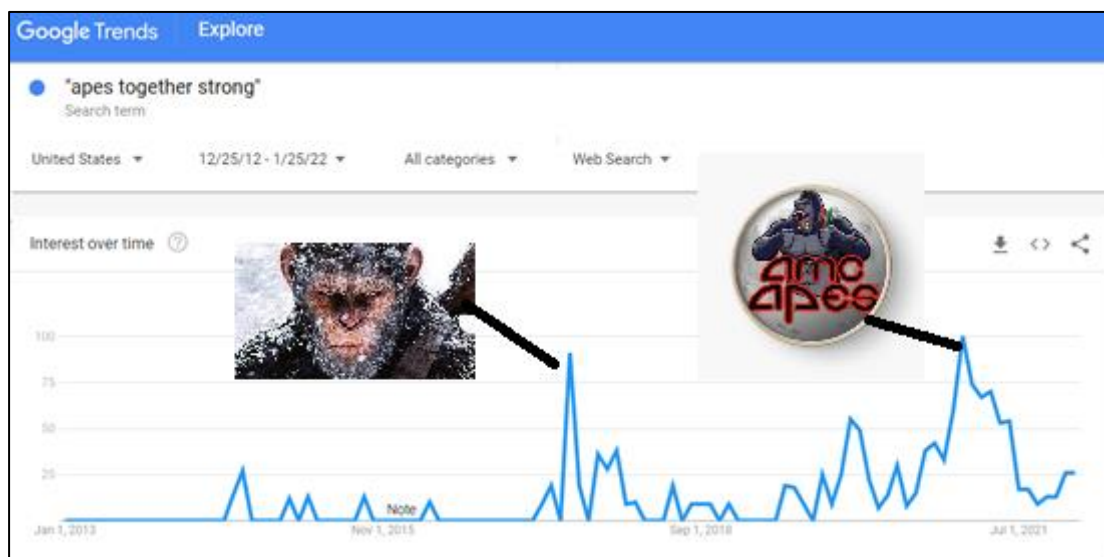 Google Trends Explore
"apes together strong"
Search term
United States 12/25/12 - 1/25/22 All categories Web Search
Interest over time ?
amc
apes
100
75
50
25
Note
Jan 1, 2013 Nov 1, 2015 Sep 1, 2018 Jul 1, 2021